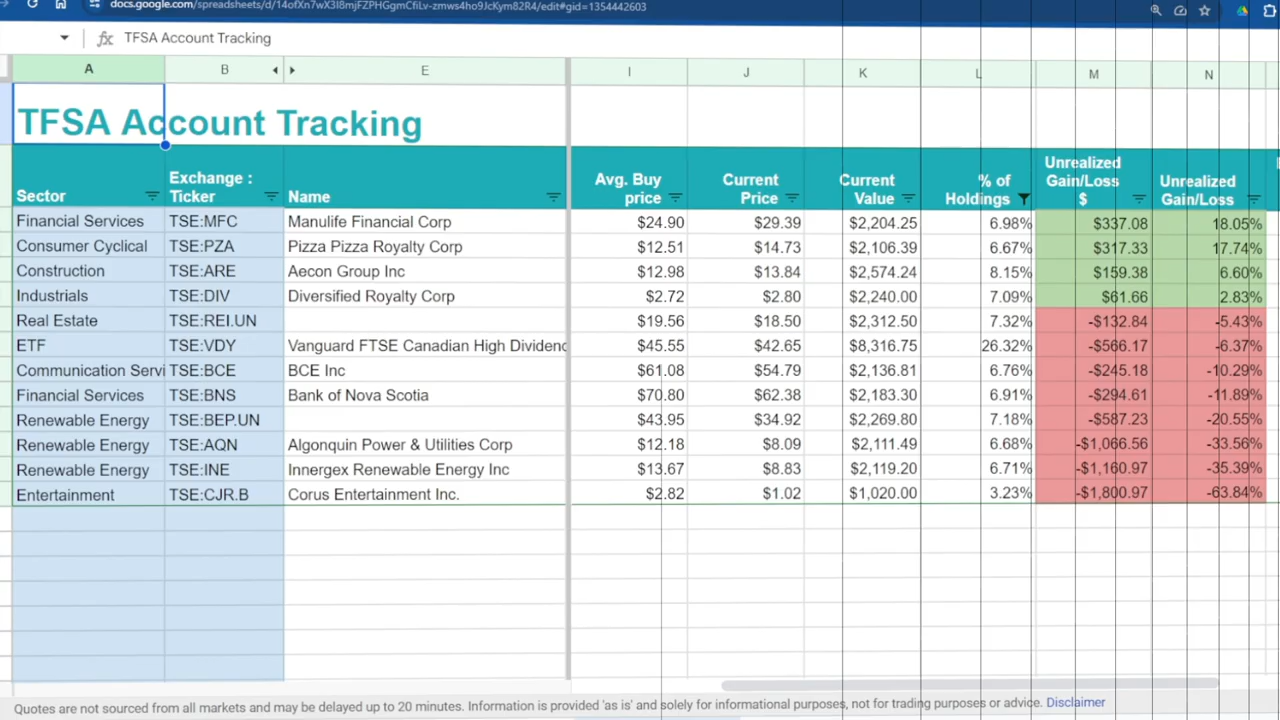 docs.google.com/spreadsheets/d/14ofXn7wX3I8mjFZPHGgmCfiLv-zmws4ho9JcKym82R4/edit#gid=1354442603
fx TFSA Account Tracking
A B E I J K L M N
TFSA Account Tracking
Sector Exchange : Ticker Name Avg. Buy price Current Price Current Value % of Holdings Unrealized Gain/Loss $ Unrealized Gain/Loss
Financial Services TSE:MFC Manulife Financial Corp $24.90 $29.39 $2,204.25 6.98% $337.08 18.05%
Consumer Cyclical TSE:PZA Pizza Pizza Royalty Corp $12.51 $14.73 $2,106.39 6.67% $317.33 17.74%
Construction TSE:ARE Aecon Group Inc $12.98 $13.84 $2,574.24 8.15% $159.38 6.60%
Industrials TSE:DIV Diversified Royalty Corp $2.72 $2.80 $2,240.00 7.09% $61.66 2.83%
Real Estate TSE:REI.UN $19.56 $18.50 $2,312.50 7.32% -$132.84 -5.43%
ETF TSE:VDY Vanguard FTSE Canadian High Dividend $45.55 $42.65 $8,316.75 26.32% -$566.17 -6.37%
Communication Servi TSE:BCE BCE Inc $61.08 $54.79 $2,136.81 6.76% -$245.18 -10.29%
Financial Services TSE:BNS Bank of Nova Scotia $70.80 $62.38 $2,183.30 6.91% -$294.61 -11.89%
Renewable Energy TSE:BEP.UN $43.95 $34.92 $2,269.80 7.18% -$587.23 -20.55%
Renewable Energy TSE:AQN Algonquin Power & Utilities Corp $12.18 $8.09 $2,111.49 6.68% -$1,066.56 -33.56%
Renewable Energy TSE:INE Innergex Renewable Energy Inc $13.67 $8.83 $2,119.20 6.71% -$1,160.97 -35.39%
Entertainment TSE:CJR.B Corus Entertainment Inc. $2.82 $1.02 $1,020.00 3.23% -$1,800.97 -63.84%
Quotes are not sourced from all markets and may be delayed up to 20 minutes. Information is provided 'as is' and solely for informational purposes, not for trading purposes or advice. Disclaimer